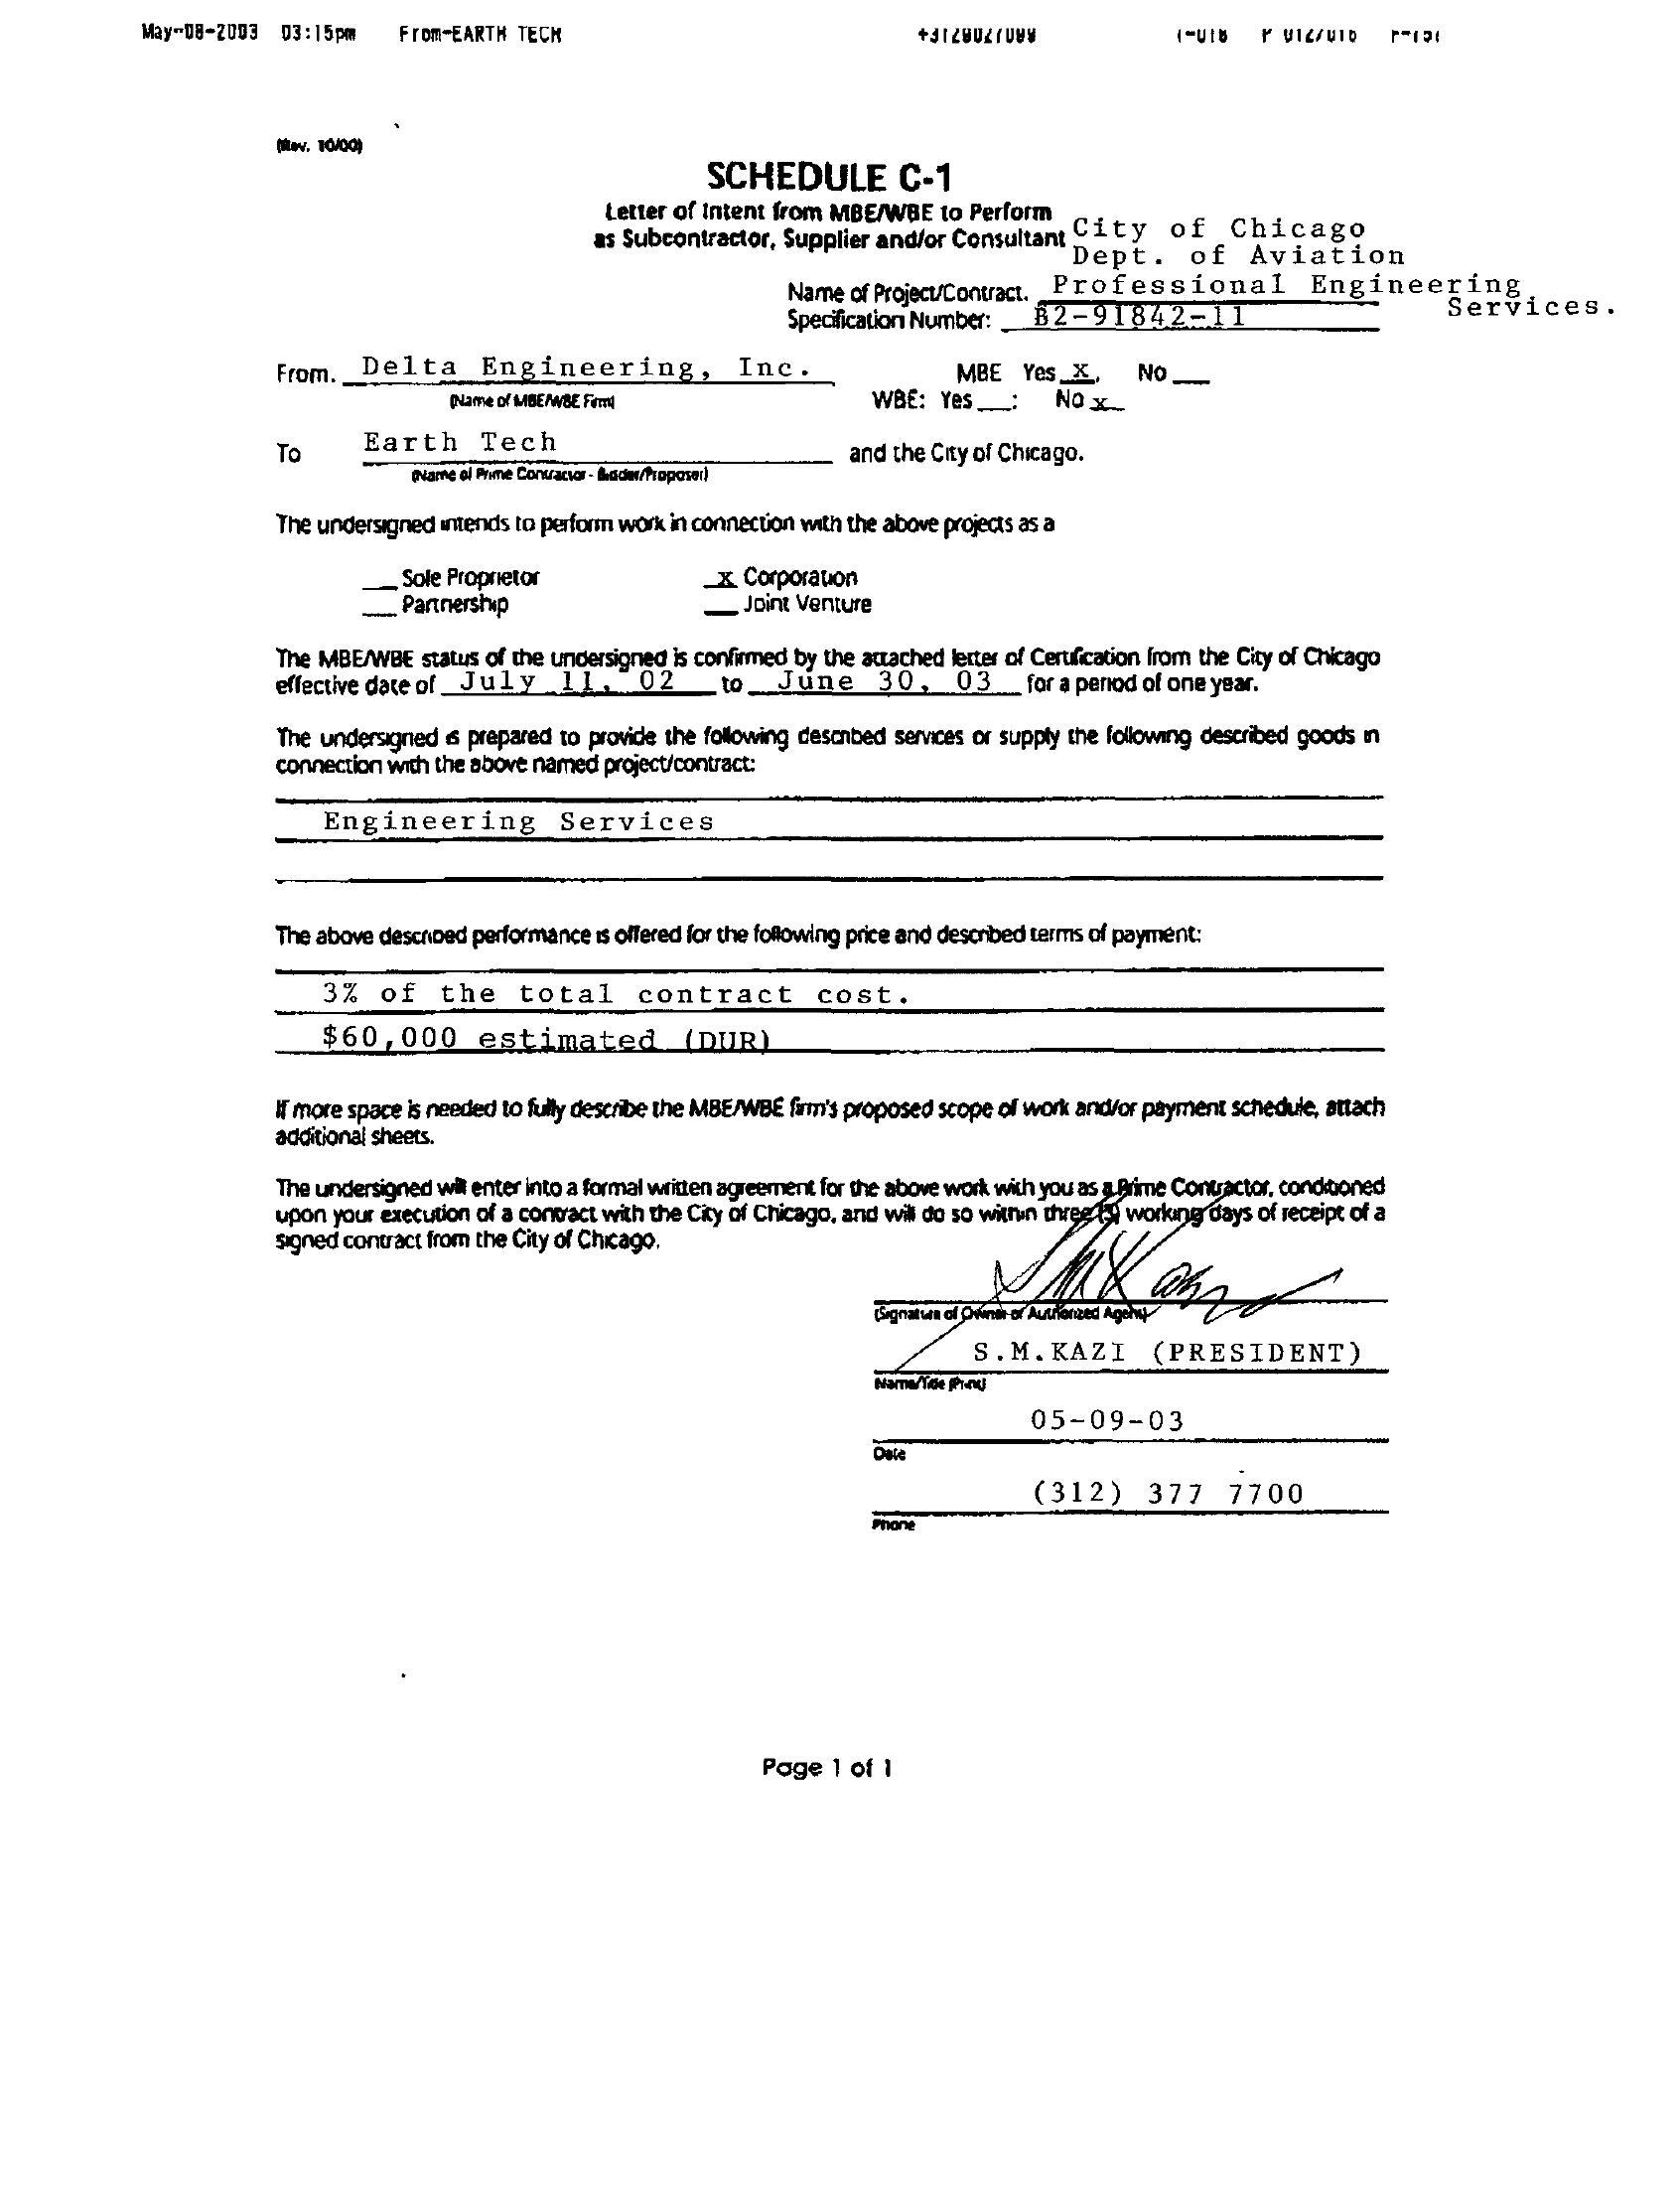 May-08-2003 03:15pm From-EARTH TECH
(Rev. 10/00)
SCHEDULE C-1
Letter of Intent from MBE/WBE to Perform
as Subcontractor, Supplier and/or Consultant
City of Chicago
Dept. of Aviation
Name of Project/Contract. Professional Engineering
Services.
Specification Number: B2-91842-11
From. Delta Engineering, Inc. MBE Yes x, No
(Name of MBE/WBE Firm) WBE: Yes : No x
To Earth Tech and the City of Chicago.
(Name of Prime Contractor - Bidder/Proposer)
The undersigned intends to perform work in connection with the above projects as a
Sole Proprietor x Corporation
Partnership Joint Venture
The MBE/WBE status of the undersigned is confirmed by the attached letter of Certification from the City of Chicago
effective date of July 11, 02 to June 30, 03 for a period of one year.
The undersigned is prepared to provide the following described services or supply the following described goods in
connection with the above named project/contract:
Engineering Services
The above described performance is offered for the following price and described terms of payment:
3% of the total contract cost.
$60,000 estimated (DUR)
If more space is needed to fully describe the MBE/WBE firm's proposed scope of work and/or payment schedule, attach
additional sheets.
The undersigned will enter into a formal written agreement for the above work with you as a Prime Contractor, conditioned
upon your execution of a contract with the City of Chicago, and will do so within three (3) working days of receipt of a
signed contract from the City of Chicago.
(Signature of Owner or Authorized Agent)
S.M.KAZI (PRESIDENT)
Name/Title (Print)
05-09-03
Date
(312) 377 7700
Phone
Page 1 of 1